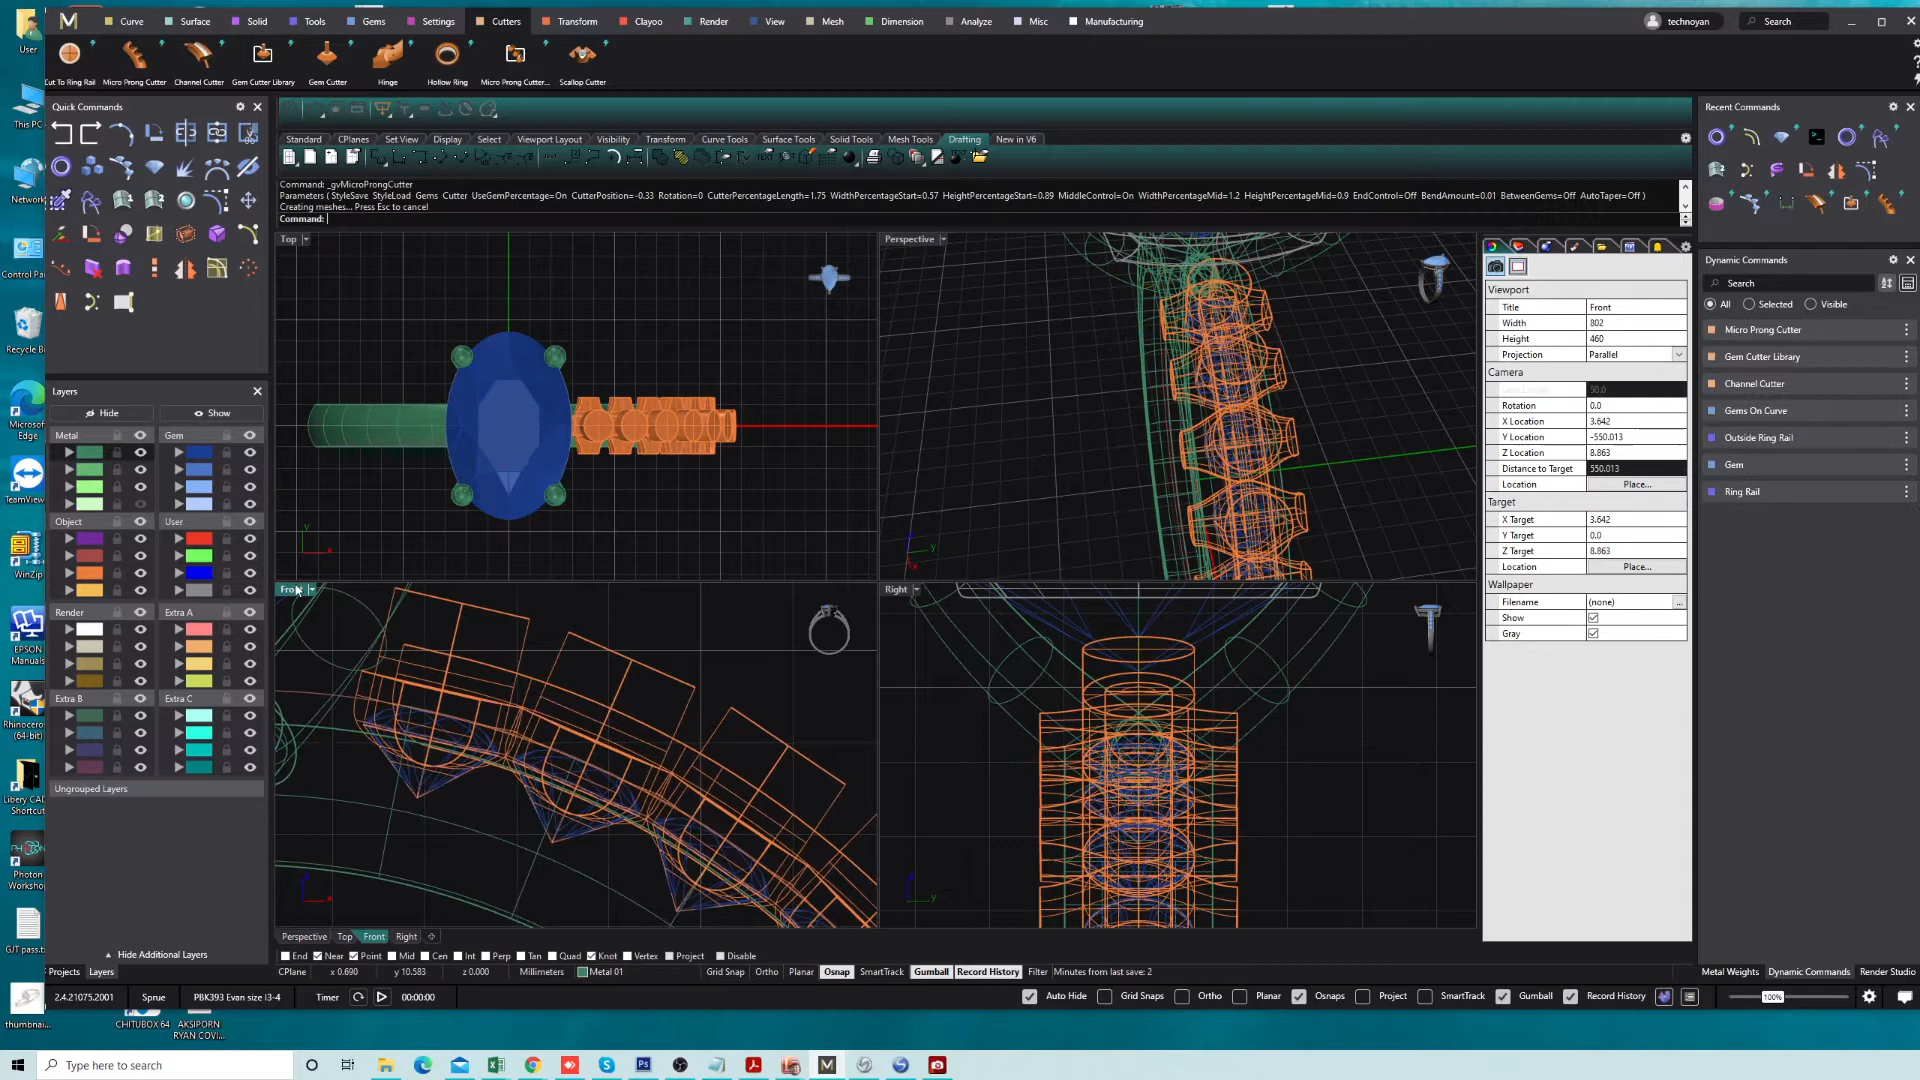 Curve Surface Solid Tools Gems Settings Cutters Transform Clayoo Render View Mesh Dimension Analyze Misc Manufacturing technoyan Search
Cut To Ring Rail Micro Prong Cutter Channel Cutter Gem Cutter Library Gem Cutter Hinge Hollow Ring Micro Prong Cutter... Scallop Cutter
User
This PC
Network
Control Pa
Recycle B
Microsof
Edge
TeamView
WinZip
EPSON
Manuals
Rhinoceros
(64-bit)
Libery CAD
Shortcut
Photon
Workshop
GJT pass.t
thumbnai...
Quick Commands
Layers
Hide Show
Metal Gem
Object User
Render Extra A
Extra B Extra C
Ungrouped Layers
Hide Additional Layers
Projects Layers
Standard CPlanes Set View Display Select Viewport Layout Visibility Transform Curve Tools Surface Tools Solid Tools Mesh Tools Drafting New in V6
Command: _gvMicroProngCutter
Parameters ( StyleSave StyleLoad Gems Cutter UseGemPercentage=On CutterPosition=-0.33 Rotation=0 CutterPercentageLength=1.75 WidthPercentageStart=0.57 HeightPercentageStart=0.89 MiddleControl=On WidthPercentageMid=1.2 HeightPercentageMid=0.9 EndControl=Off BendAmount=0.01 BetweenGems=Off AutoTaper=Off )
Creating meshes... Press Esc to cancel
Command:
Top
y
x
Perspective
y
x
Front
x
Right
y
Viewport
Title Front
Width 802
Height 460
Projection Parallel
Camera
50.0
Rotation 0.0
X Location 3.642
Y Location -550.013
Z Location 8.863
Distance to Target 550.013
Location Place...
Target
X Target 3.642
Y Target 0.0
Z Target 8.863
Location Place...
Wallpaper
Filename (none) ...
Show
Gray
Recent Commands
Dynamic Commands
Search
All Selected Visible
Micro Prong Cutter
Gem Cutter Library
Channel Cutter
Gems On Curve
Outside Ring Rail
Gem
Ring Rail
Perspective Top Front Right
End Near Point Mid Cen Int Perp Tan Quad Knot Vertex Project Disable
CPlane x 0.690 y 10.583 z 0.000 Millimeters Metal 01 Grid Snap Ortho Planar Osnap SmartTrack Gumball Record History Filter Minutes from last save: 2
Metal Weights Dynamic Commands Render Studio
2.4.21075.2001 Sprue PBK393 Evan size I3-4 Timer 00:00:00 Auto Hide Grid Snaps Ortho Planar Osnaps Project SmartTrack Gumball Record History 100%
CHITUBOX 64
AKSIPORN
RYAN COVI...
Type here to search